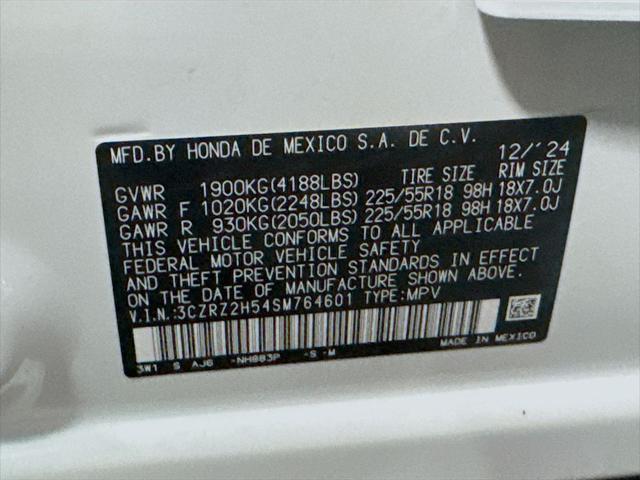 MFD.BY HONDA DE MEXICO S.A. DE C.V. 12/'24
TIRE SIZE RIM SIZE
GVWR 1900KG(4188LBS)
GAWR F 1020KG(2248LBS) 225/55R18 98H 18X7.0J
GAWR R 930KG(2050LBS) 225/55R18 98H 18X7.0J
THIS VEHICLE CONFORMS TO ALL APPLICABLE
FEDERAL MOTOR VEHICLE SAFETY
AND THEFT PREVENTION STANDARDS IN EFFECT
ON THE DATE OF MANUFACTURE SHOWN ABOVE.
V.I.N.:3CZRZ2H54SM764601 TYPE:MPV
MADE IN MEXICO
3W1 S AJ6 -NH883P -S -M